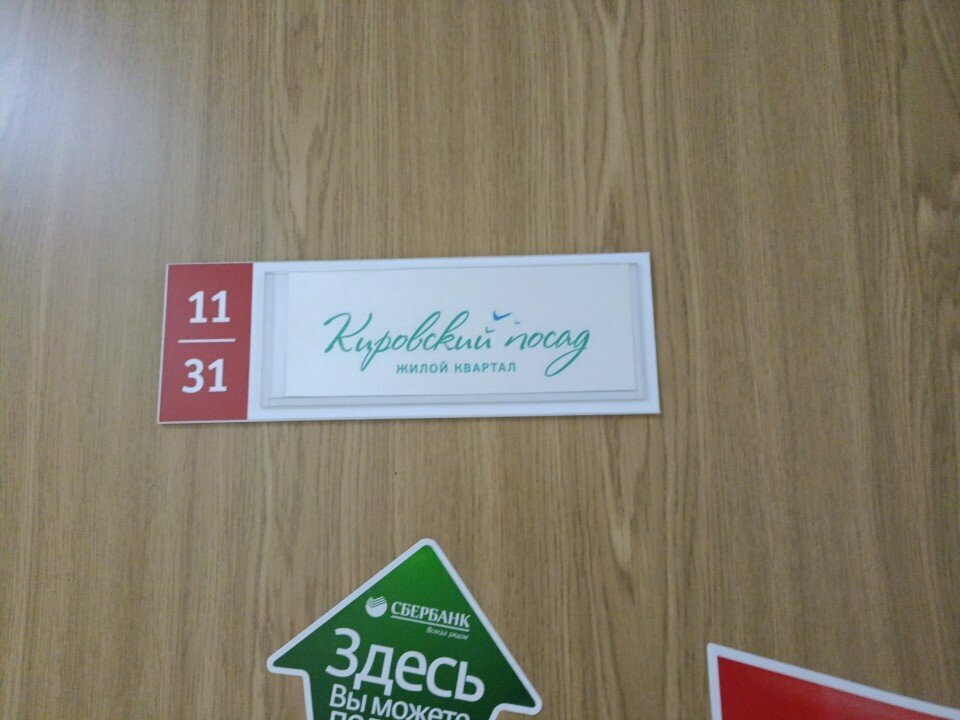 11
31
Кировский посад
ЖИЛОЙ КВАРТАЛ
СБЕРБАНК
Всегда рядом
Здесь
Вы можете